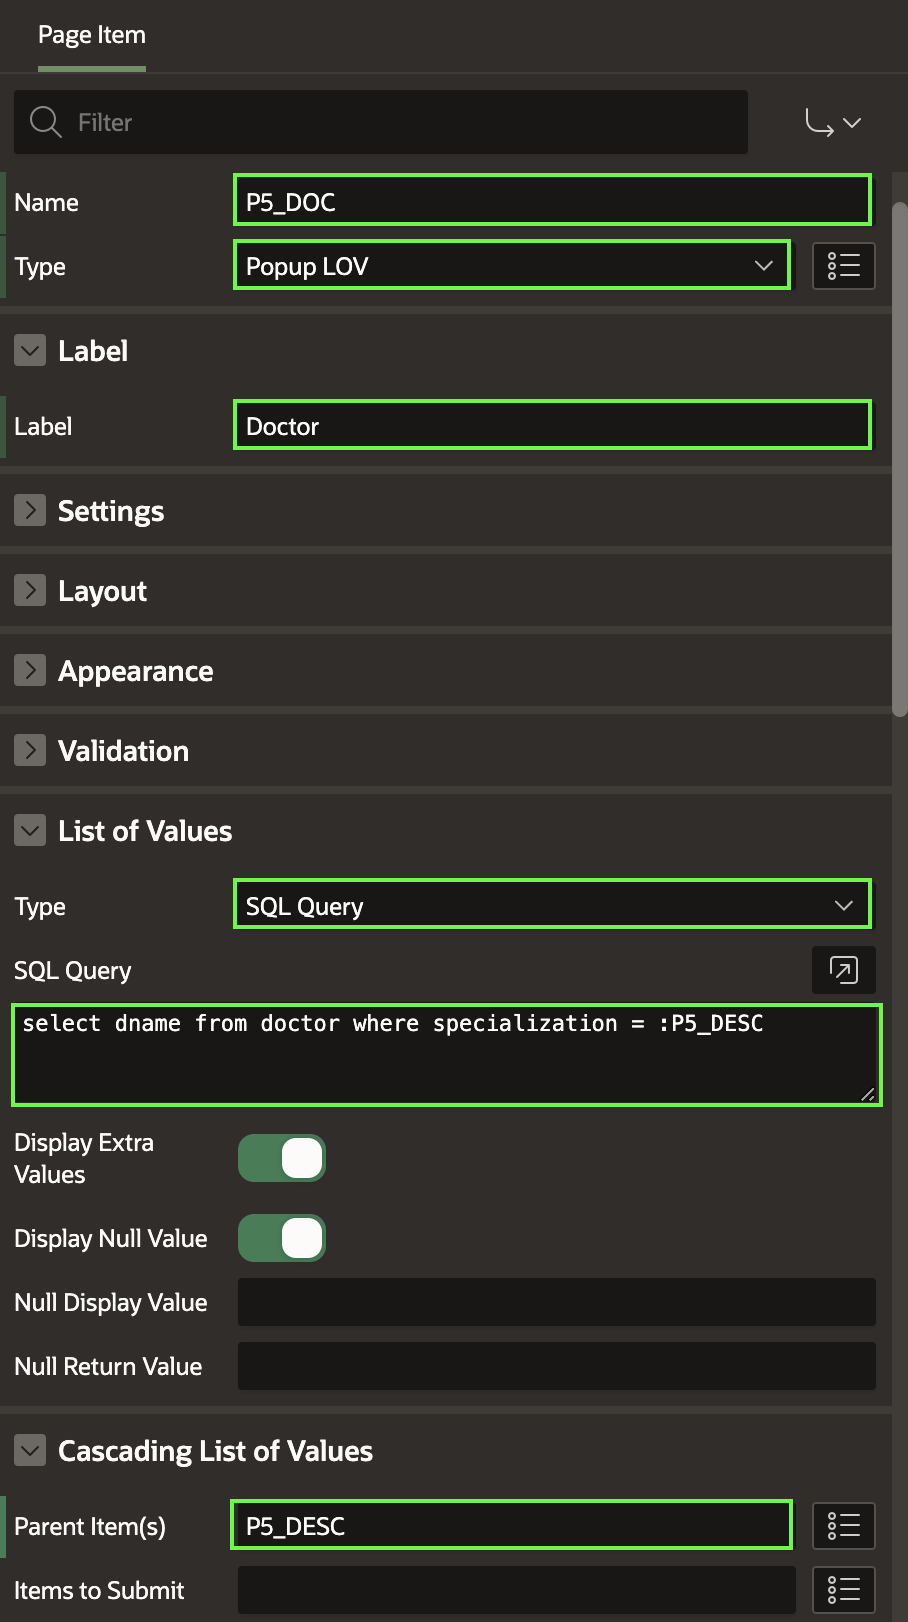 Page Item
Filter
Name P5_DOC
Type Popup LOV
Label
Label Doctor
Settings
Layout
Appearance
Validation
List of Values
Type SQL Query
SQL Query
select dname from doctor where specialization = :P5_DESC
Display Extra
Values
Display Null Value
Null Display Value
Null Return Value
Cascading List of Values
Parent Item(s) P5_DESC
Items to Submit